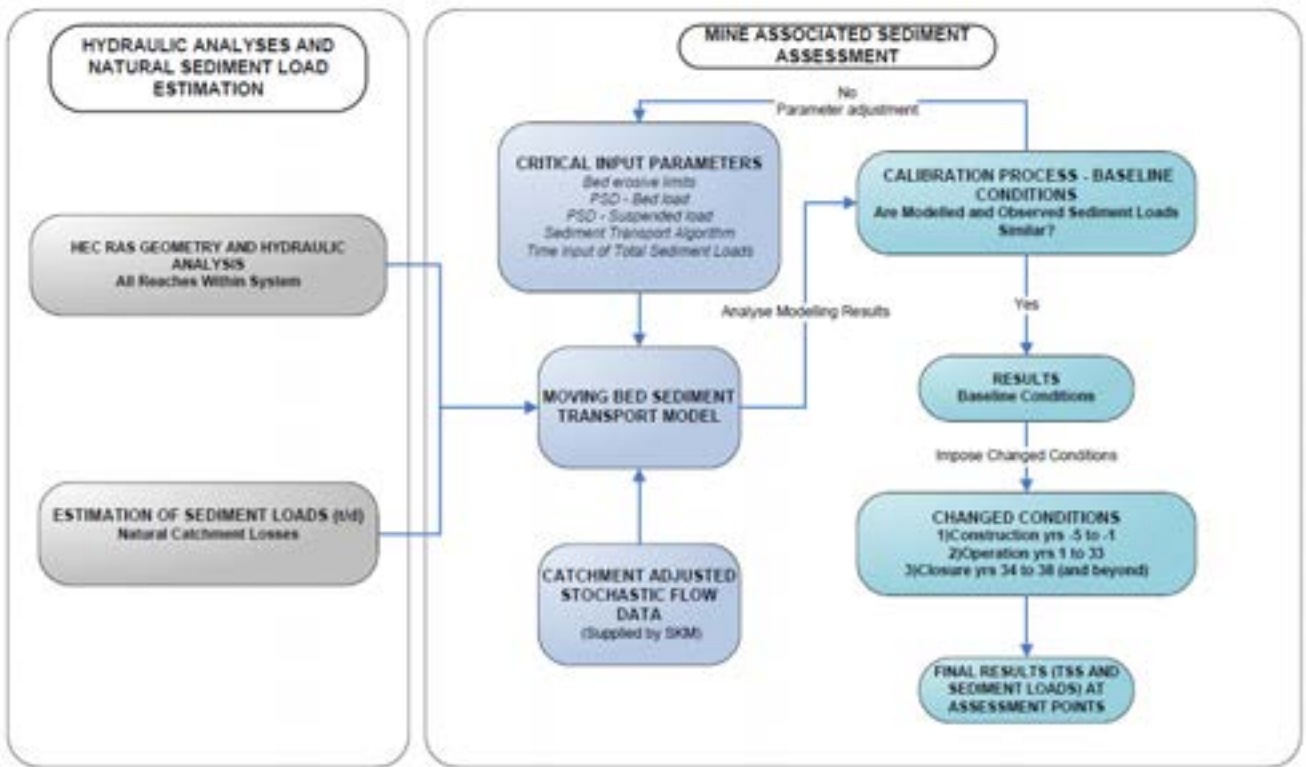 HYDRAULIC ANALYSES AND
NATURAL SEDIMENT LOAD
ESTIMATION
HEC RAS GEOMETRY AND HYDRAULIC
ANALYSIS
All Reaches Within System
ESTIMATION OF SEDIMENT LOADS (t/d)
Natural Catchment Losses
MINE ASSOCIATED SEDIMENT
ASSESSMENT
No
Parameter adjustment
CRITICAL INPUT PARAMETERS
Bed erosive limits
PSD - Bed load
PSD - Suspended load
Sediment Transport Algorithm
Time input of Total Sediment Loads
MOVING BED SEDIMENT
TRANSPORT MODEL
CATCHMENT ADJUSTED
STOCHASTIC FLOW
DATA
(Supplied by SKM)
Analyse Modelling Results
CALIBRATION PROCESS - BASELINE
CONDITIONS
Are Modelled and Observed Sediment Loads
Similar?
Yes
RESULTS
Baseline Conditions
Impose Changed Conditions
CHANGED CONDITIONS
1)Construction yrs -5 to -1
2)Operation yrs 1 to 33
3)Closure yrs 34 to 38 (and beyond)
FINAL RESULTS (TSS AND
SEDIMENT LOADS) AT
ASSESSMENT POINTS